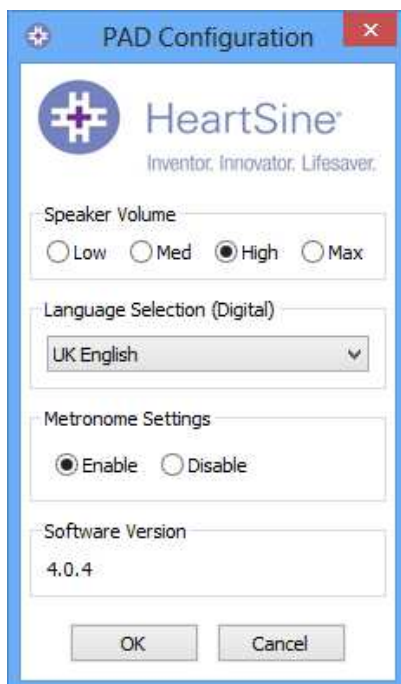 PAD Configuration
HeartSine®
Inventor. Innovator. Lifesaver.
Speaker Volume
Low Med High Max
Language Selection (Digital)
UK English
Metronome Settings
Enable Disable
Software Version
4.0.4
OK Cancel